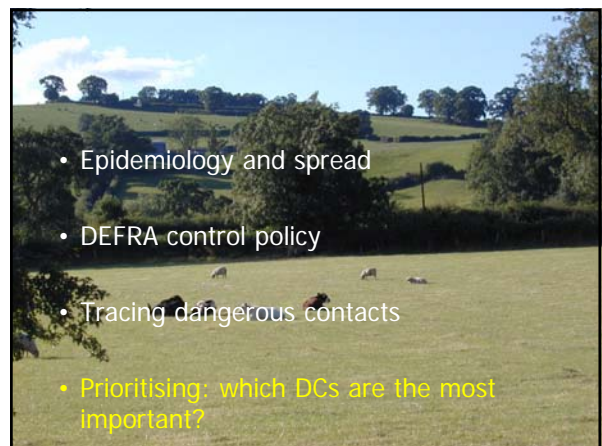 • Epidemiology and spread
• DEFRA control policy
• Tracing dangerous contacts
• Prioritising: which DCs are the most
important?